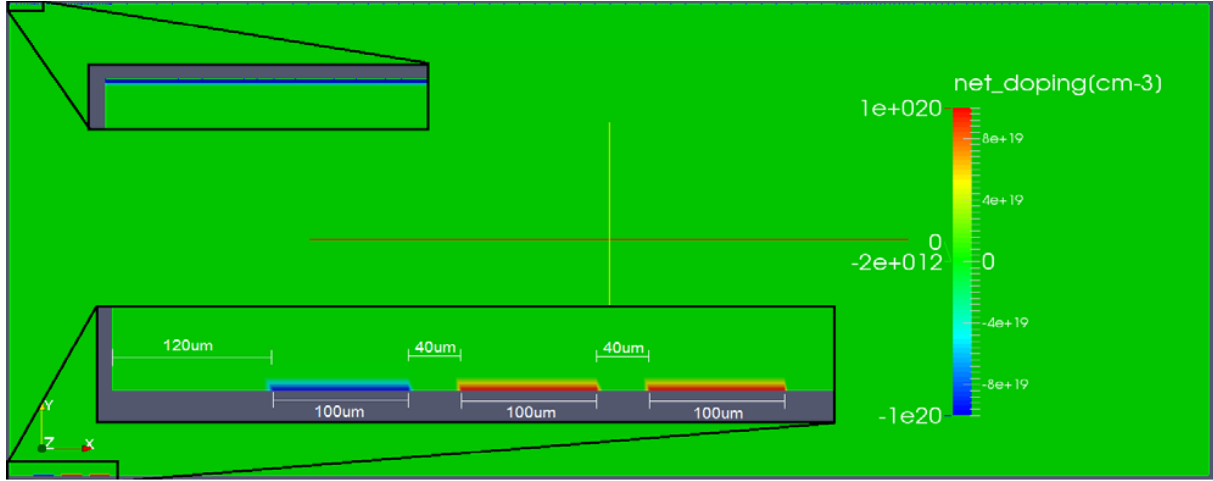 net_doping(cm-3)
1e+020
8e+19
4e+19
0
-2e+012
0
-4e+19
-8e+19
-1e20
120um
40um
40um
100um
100um
100um
Y
Z
X